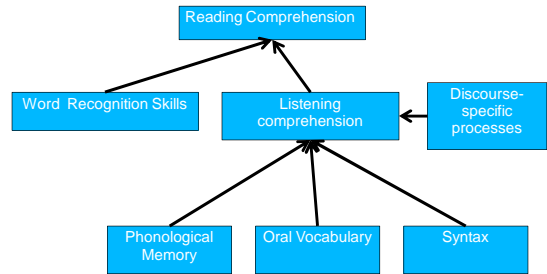 Reading Comprehension
Word Recognition Skills
Listening
comprehension
Discourse-
specific
processes
Phonological
Memory
Oral Vocabulary
Syntax